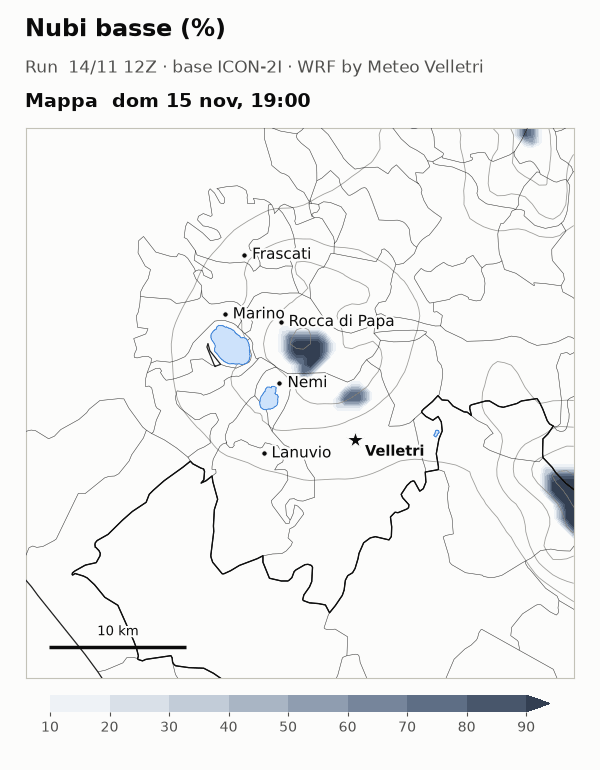 Nubi basse (%)
Run  14/11 12Z · base ICON-2I · WRF by Meteo Velletri
Mappa  dom 15 nov, 19:00
Frascati
Marino
Rocca di Papa
Nemi
Velletri
Lanuvio
10 km
10 20 30 40 50 60 70 80 90